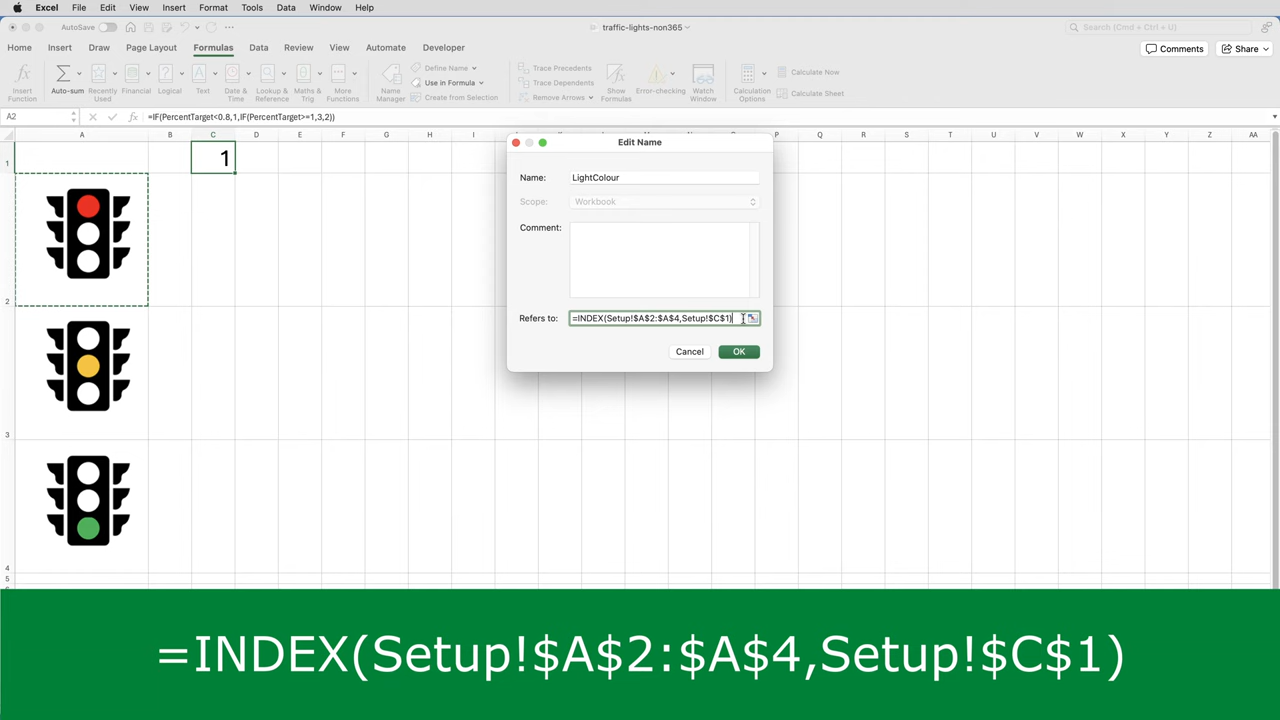 Excel File Edit View Insert Format Tools Data Window Help
AutoSave traffic-lights-non365 Search (Cmd + Ctrl + U)
Home Insert Draw Page Layout Formulas Data Review View Automate Developer Comments Share
Insert Function
Auto-sum
Recently Used
Financial
Logical
Text
Date & Time
Lookup & Reference
Maths & Trig
More Functions
Name Manager
Define Name
Use in Formula
Create from Selection
Trace Precedents
Trace Dependents
Remove Arrows
Show Formulas
Error-checking
Watch Window
Calculation Options
Calculate Now
Calculate Sheet
A2 fx =IF(PercentTarget<0.8,1,IF(PercentTarget>=1,3,2))
A B C D E F G H I P Q R S T U V W X Y Z AA
1 1
2
3
4
5
Edit Name
Name: LightColour
Scope: Workbook
Comment:
Refers to: =INDEX(Setup!$A$2:$A$4,Setup!$C$1)
Cancel OK
=INDEX(Setup!$A$2:$A$4,Setup!$C$1)